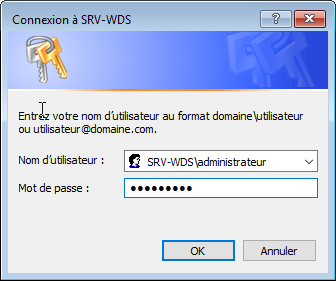 Connexion à SRV-WDS
Entrez votre nom d'utilisateur au format domaine\utilisateur
ou utilisateur@domaine.com.
Nom d'utilisateur : SRV-WDS\administrateur
Mot de passe : •••••••••
OK Annuler